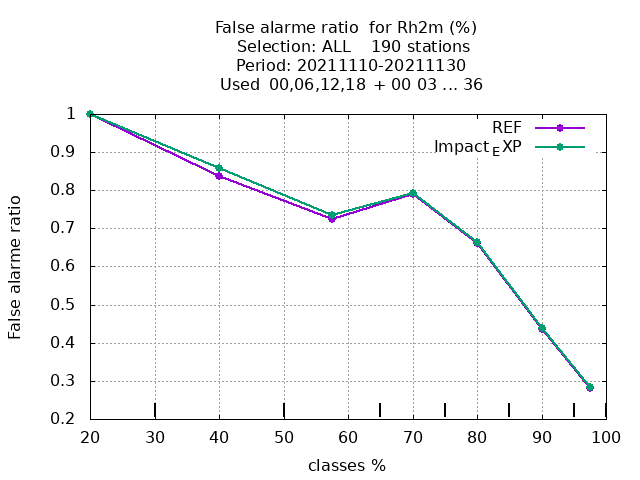 False alarme ratio  for Rh2m (%)
Selection: ALL    190 stations
Period: 20211110-20211130
Used  00,06,12,18 + 00 03 ... 36
REF
Impact_EXP
1
0.9
0.8
0.7
0.6
0.5
0.4
0.3
0.2
20 30 40 50 60 70 80 90 100
False alarme ratio
classes %